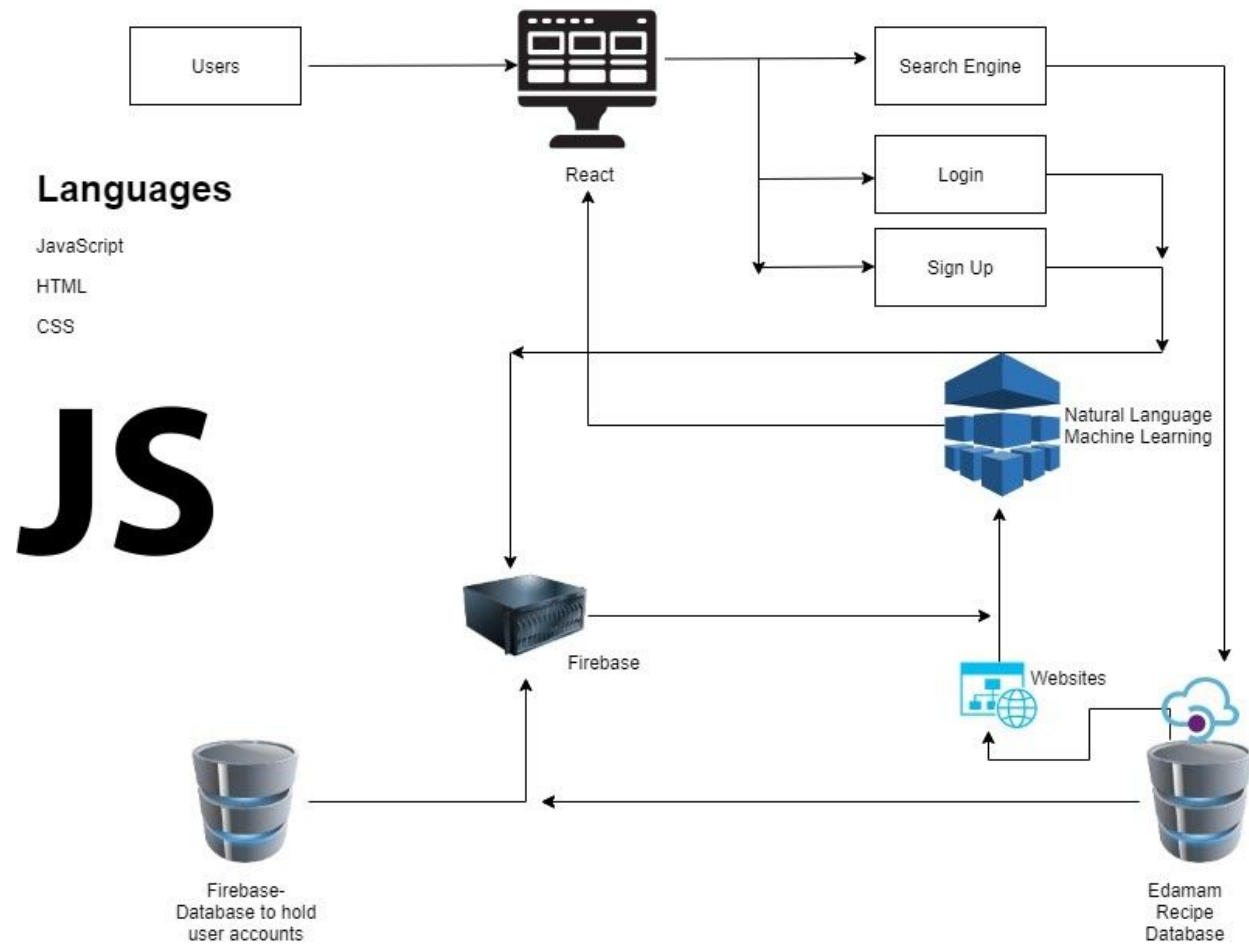 Users
React
Search Engine
Login
Sign Up
Languages
JavaScript
HTML
CSS
JS
Natural Language
Machine Learning
Firebase
Websites
Firebase-
Database to hold
user accounts
Edamam
Recipe
Database